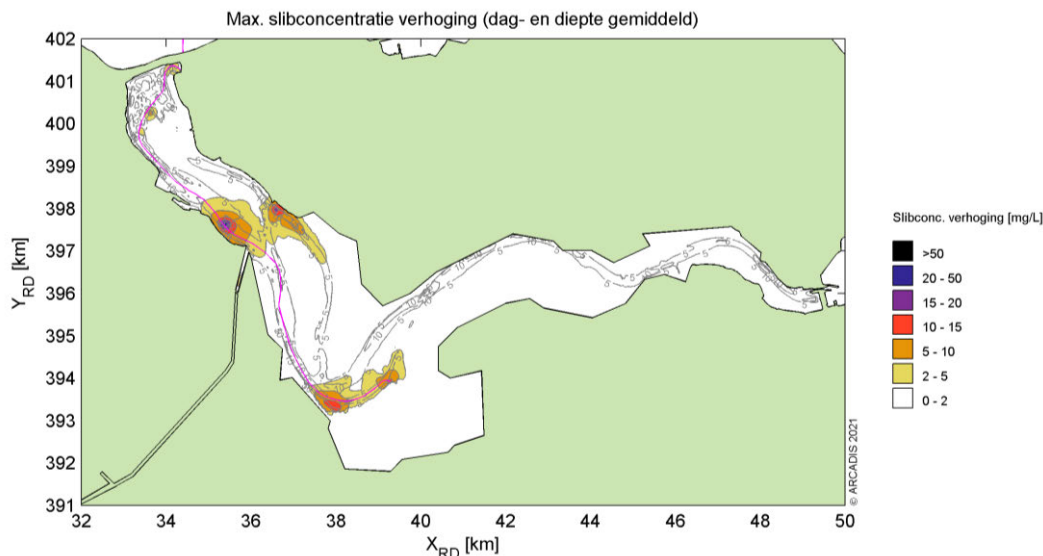 Max. slibconcentratie verhoging (dag- en diepte gemiddeld)
402
401
400
399
398
397
396
395
394
393
392
391
Y_RD [km]
32 34 36 38 40 42 44 46 48 50
X_RD [km]
© ARCADIS 2021
Slibconc. verhoging [mg/L]
>50
20 - 50
15 - 20
10 - 15
5 - 10
2 - 5
0 - 2